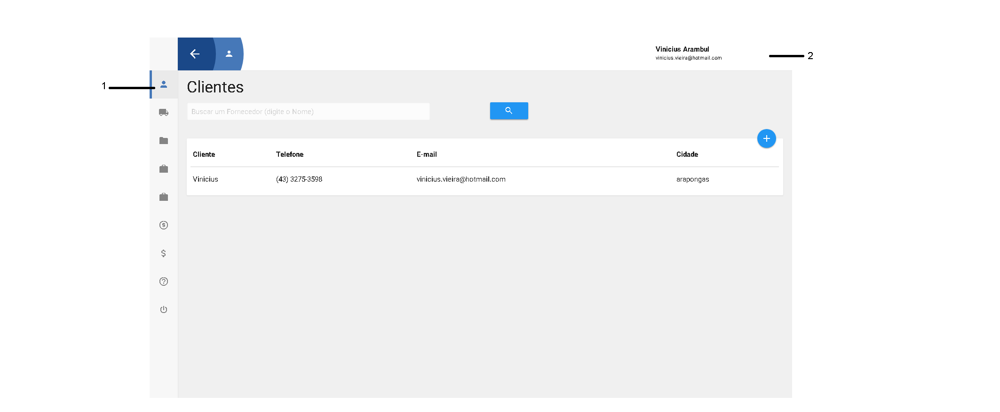 Vinicius Arambul
vinicius.vieira@hotmail.com
2
1
Clientes
Buscar um Fornecedor (digite o Nome)
Cliente Telefone E-mail Cidade
Vinicius (43) 3275-3598 vinicius.vieira@hotmail.com arapongas